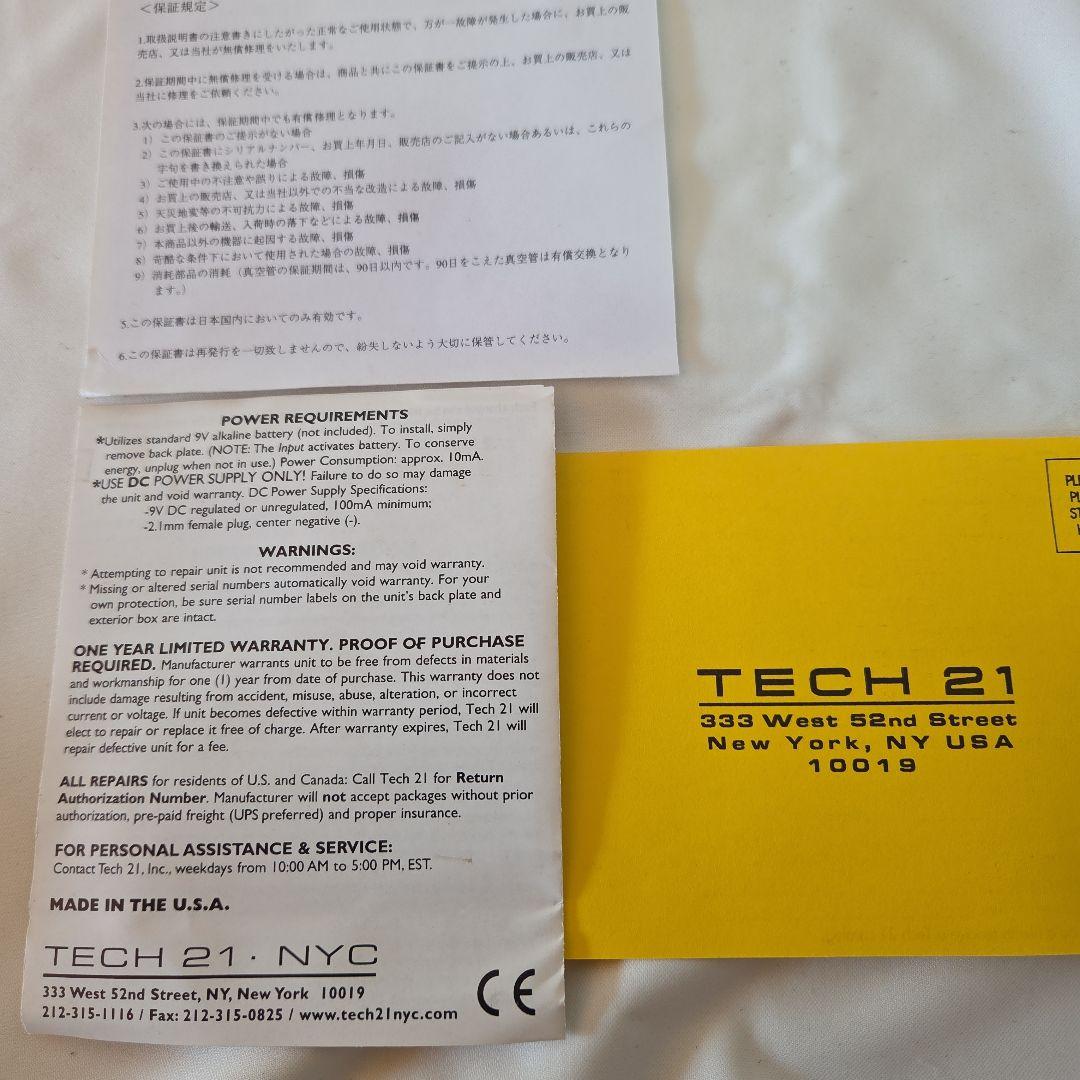 <保証規定>
1.取扱説明書の注意書きにしたがった正常なご使用状態で、万が一故障が発生した場合に、お買上の販
売店、又は当社が無償修理をいたします。
2.保証期間中に無償修理を受ける場合は、商品と共にこの保証書をご提示の上、お買上の販売店、又は
当社に修理をご依頼ください。
3.次の場合には、保証期間中でも有償修理となります。
1) この保証書のご提示がない場合
2) この保証書にシリアルナンバー、お買上年月日、販売店のご記入がない場合あるいは、これらの
字句を書き換えられた場合
3) ご使用中の不注意や誤りによる故障、損傷
4) お買上の販売店、又は当社以外での不当な改造による故障、損傷
5) 天災地変等の不可抗力による故障、損傷
6) お買上後の輸送、入荷時の落下などによる故障、損傷
7) 本商品以外の機器に起因する故障、損傷
8) 苛酷な条件下において使用された場合の故障、損傷
9) 消耗部品の消耗（真空管の保証期間は、90日以内です。90日をこえた真空管は有償交換となり
ます。）
5.この保証書は日本国内においてのみ有効です。
6.この保証書は再発行を一切致しませんので、紛失しないよう大切に保管してください。
POWER REQUIREMENTS
*Utilizes standard 9V alkaline battery (not included). To install, simply
remove back plate. (NOTE: The Input activates battery. To conserve
energy, unplug when not in use.) Power Consumption: approx. 10mA.
*USE DC POWER SUPPLY ONLY! Failure to do so may damage
the unit and void warranty. DC Power Supply Specifications:
-9V DC regulated or unregulated, 100mA minimum;
-2.1mm female plug, center negative (-).
WARNINGS:
* Attempting to repair unit is not recommended and may void warranty.
* Missing or altered serial numbers automatically void warranty. For your
own protection, be sure serial number labels on the unit's back plate and
exterior box are intact.
ONE YEAR LIMITED WARRANTY. PROOF OF PURCHASE
REQUIRED. Manufacturer warrants unit to be free from defects in materials
and workmanship for one (1) year from date of purchase. This warranty does not
include damage resulting from accident, misuse, abuse, alteration, or incorrect
current or voltage. If unit becomes defective within warranty period, Tech 21 will
elect to repair or replace it free of charge. After warranty expires, Tech 21 will
repair defective unit for a fee.
ALL REPAIRS for residents of U.S. and Canada: Call Tech 21 for Return
Authorization Number. Manufacturer will not accept packages without prior
authorization, pre-paid freight (UPS preferred) and proper insurance.
FOR PERSONAL ASSISTANCE & SERVICE:
Contact Tech 21, Inc., weekdays from 10:00 AM to 5:00 PM, EST.
MADE IN THE U.S.A.
TECH 21 · NYC
333 West 52nd Street, NY, New York 10019
212-315-1116 / Fax: 212-315-0825 / www.tech21nyc.com
CE
TECH 21
333 West 52nd Street
New York, NY USA
10019